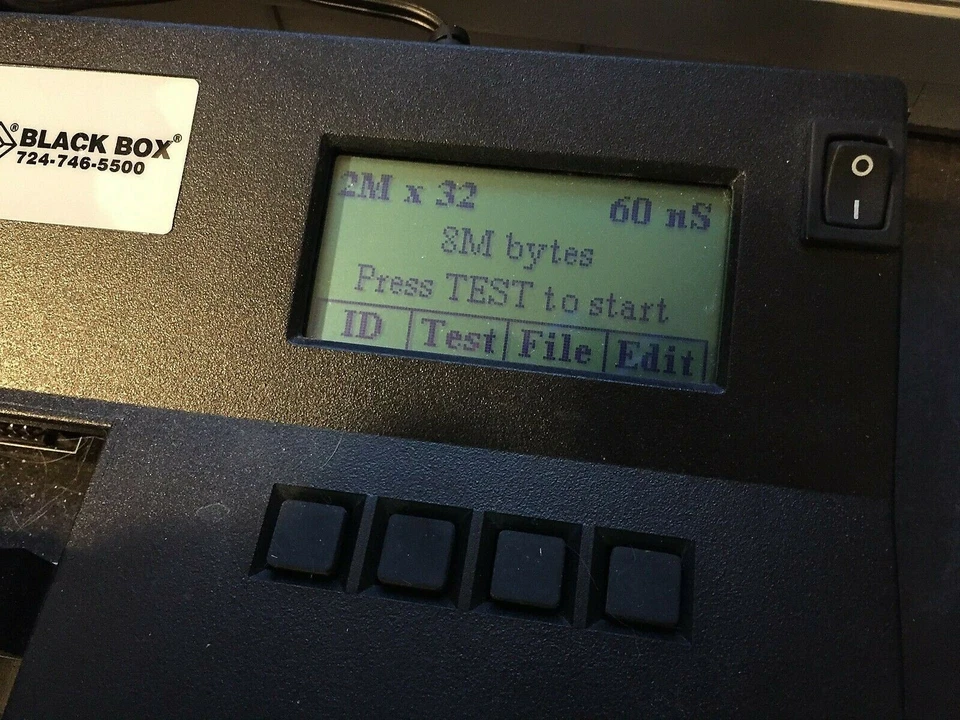 ® BLACK BOX®
724-746-5500
2M x 32 60 nS
8M bytes
Press TEST to start
ID Test File Edit
O
I